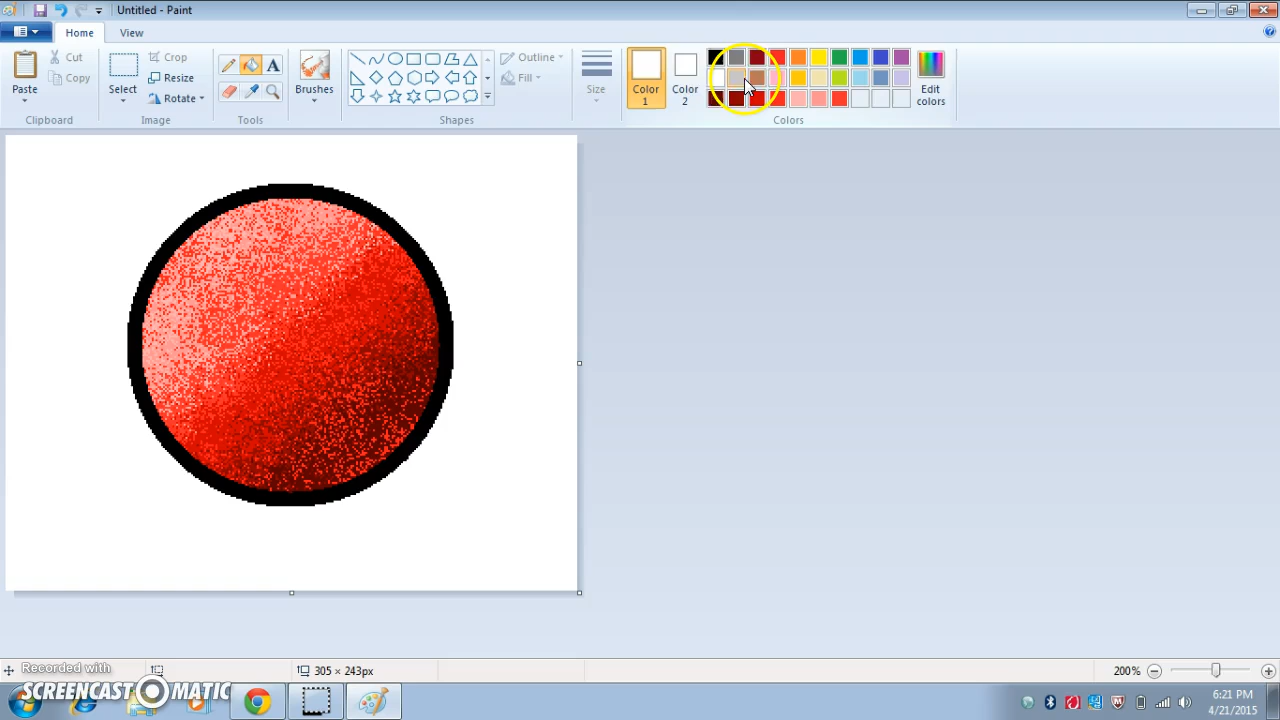 Untitled - Paint
Home
View
Paste
Cut
Copy
Clipboard
Select
Crop
Resize
Rotate
Image
A
Tools
Brushes
Outline
Fill
Shapes
Size
Color
1
Color
2
Edit
colors
Colors
305 × 243px
200%
Recorded with
SCREENCAST MATIC
6:21 PM
4/21/2015